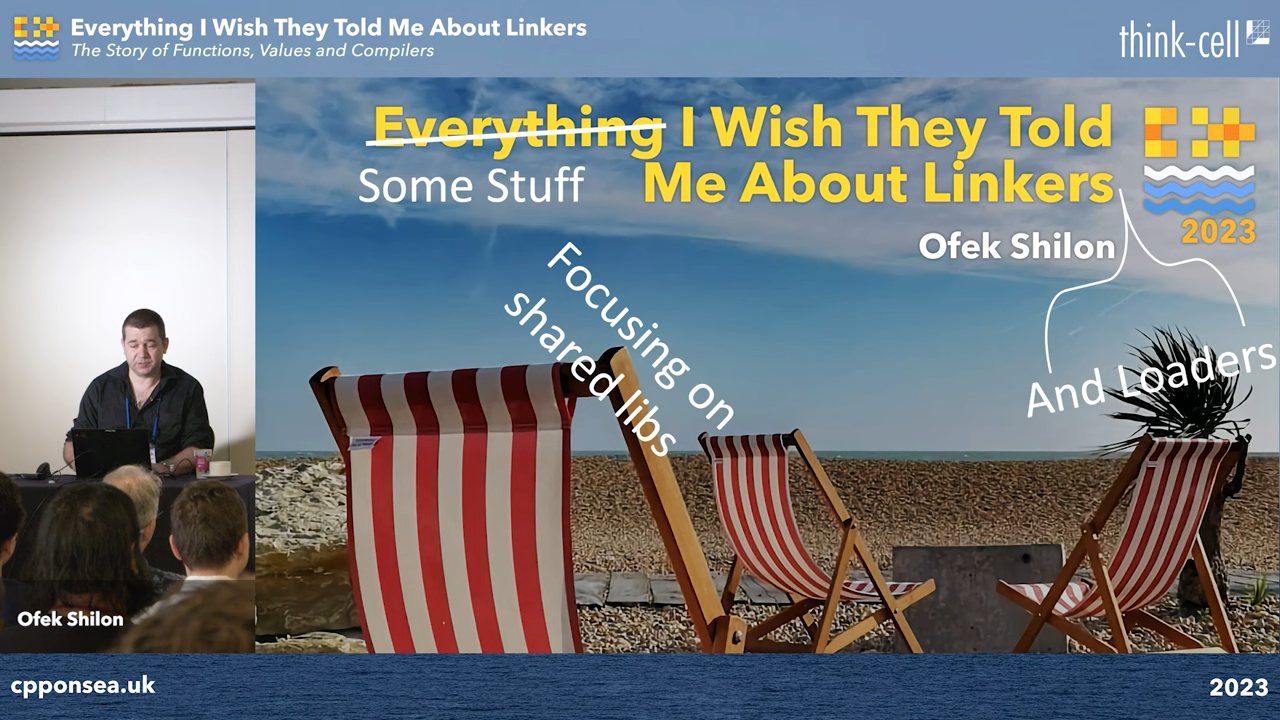 Everything I Wish They Told Me About Linkers
The Story of Functions, Values and Compilers
think-cell
Everything I Wish They Told
Some Stuff Me About Linkers
2023
Ofek Shilon
Focusing on
shared libs
And Loaders
Ofek Shilon
cpponsea.uk
2023